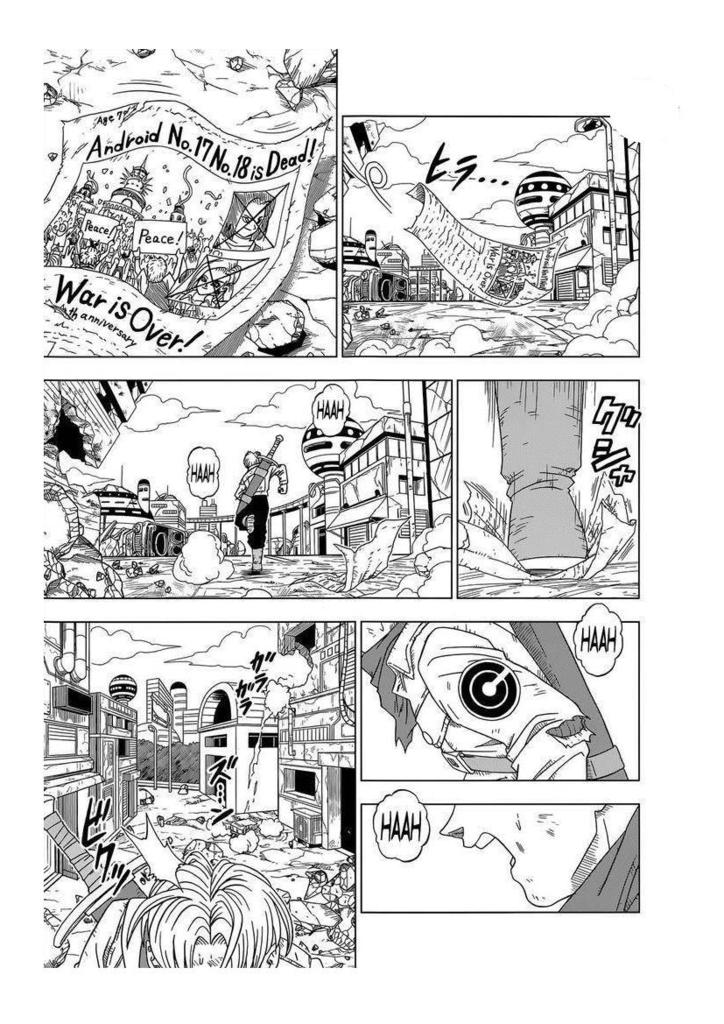 ヒラ...
Android
War is Over
Age 7
Android No.17 No.18 is Dead!
Peace!
Peace!
War is Over!
th anniversary
グシャ
HAAH
HAAH
HAAH
HAAH
ガラガラ
ズ...ン
ビクッ